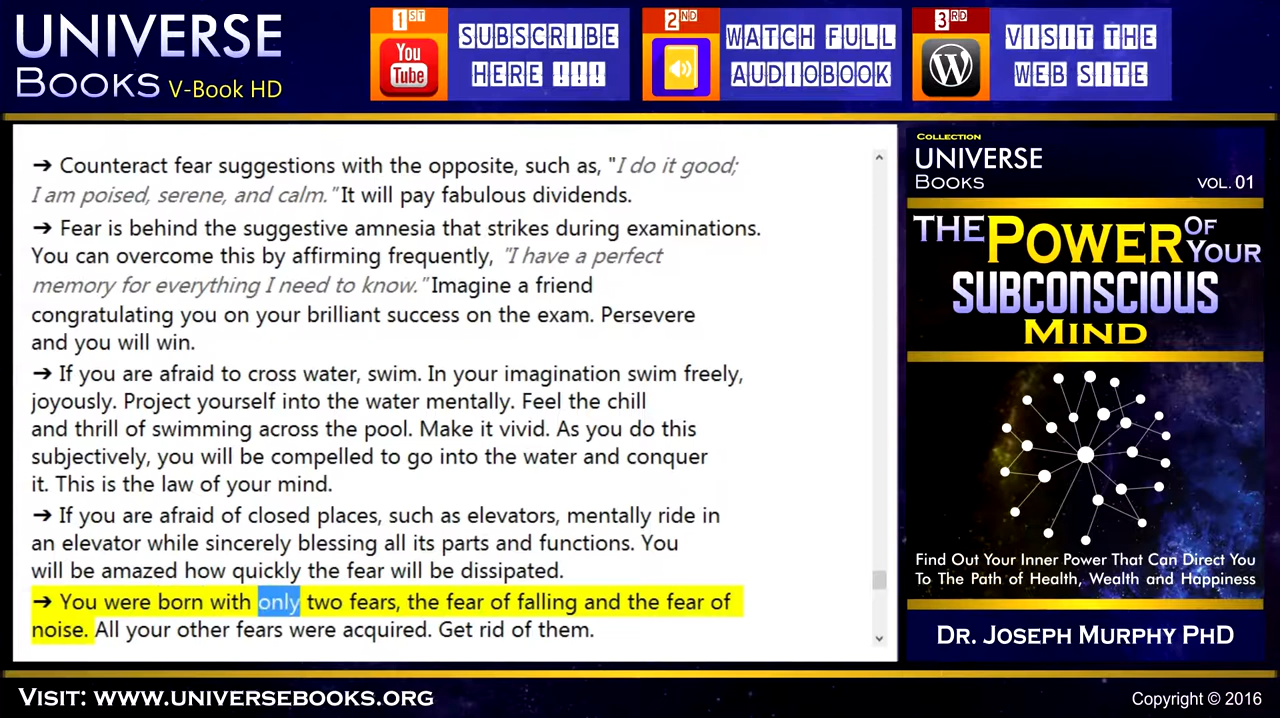 UNIVERSE
BOOKS V-Book HD
1ST
You
Tube
SUBSCRIBE
HERE !!!
2ND
WATCH FULL
AUDIOBOOK
3RD
VISIT THE
WEB SITE
➔ Counteract fear suggestions with the opposite, such as, "I do it good;
I am poised, serene, and calm." It will pay fabulous dividends.
➔ Fear is behind the suggestive amnesia that strikes during examinations.
You can overcome this by affirming frequently, "I have a perfect
memory for everything I need to know." Imagine a friend
congratulating you on your brilliant success on the exam. Persevere
and you will win.
➔ If you are afraid to cross water, swim. In your imagination swim freely,
joyously. Project yourself into the water mentally. Feel the chill
and thrill of swimming across the pool. Make it vivid. As you do this
subjectively, you will be compelled to go into the water and conquer
it. This is the law of your mind.
➔ If you are afraid of closed places, such as elevators, mentally ride in
an elevator while sincerely blessing all its parts and functions. You
will be amazed how quickly the fear will be dissipated.
➔ You were born with only two fears, the fear of falling and the fear of
noise. All your other fears were acquired. Get rid of them.
COLLECTION
UNIVERSE
BOOKS VOL. 01
THE POWER OF YOUR
SUBCONSCIOUS
MIND
Find Out Your Inner Power That Can Direct You
To The Path of Health, Wealth and Happiness
DR. JOSEPH MURPHY PHD
VISIT: WWW.UNIVERSEBOOKS.ORG
Copyright © 2016